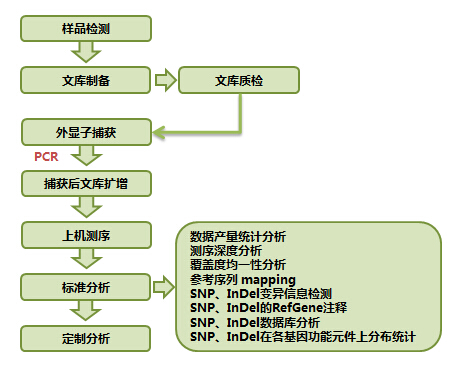 样品检测
文库制备
文库质检
外显子捕获
PCR
捕获后文库扩增
上机测序
标准分析
数据产量统计分析
测序深度分析
覆盖度均一性分析
参考序列 mapping
SNP、InDel变异信息检测
SNP、InDel的RefGene注释
SNP、InDel数据库分析
SNP、InDel在各基因功能元件上分布统计
定制分析